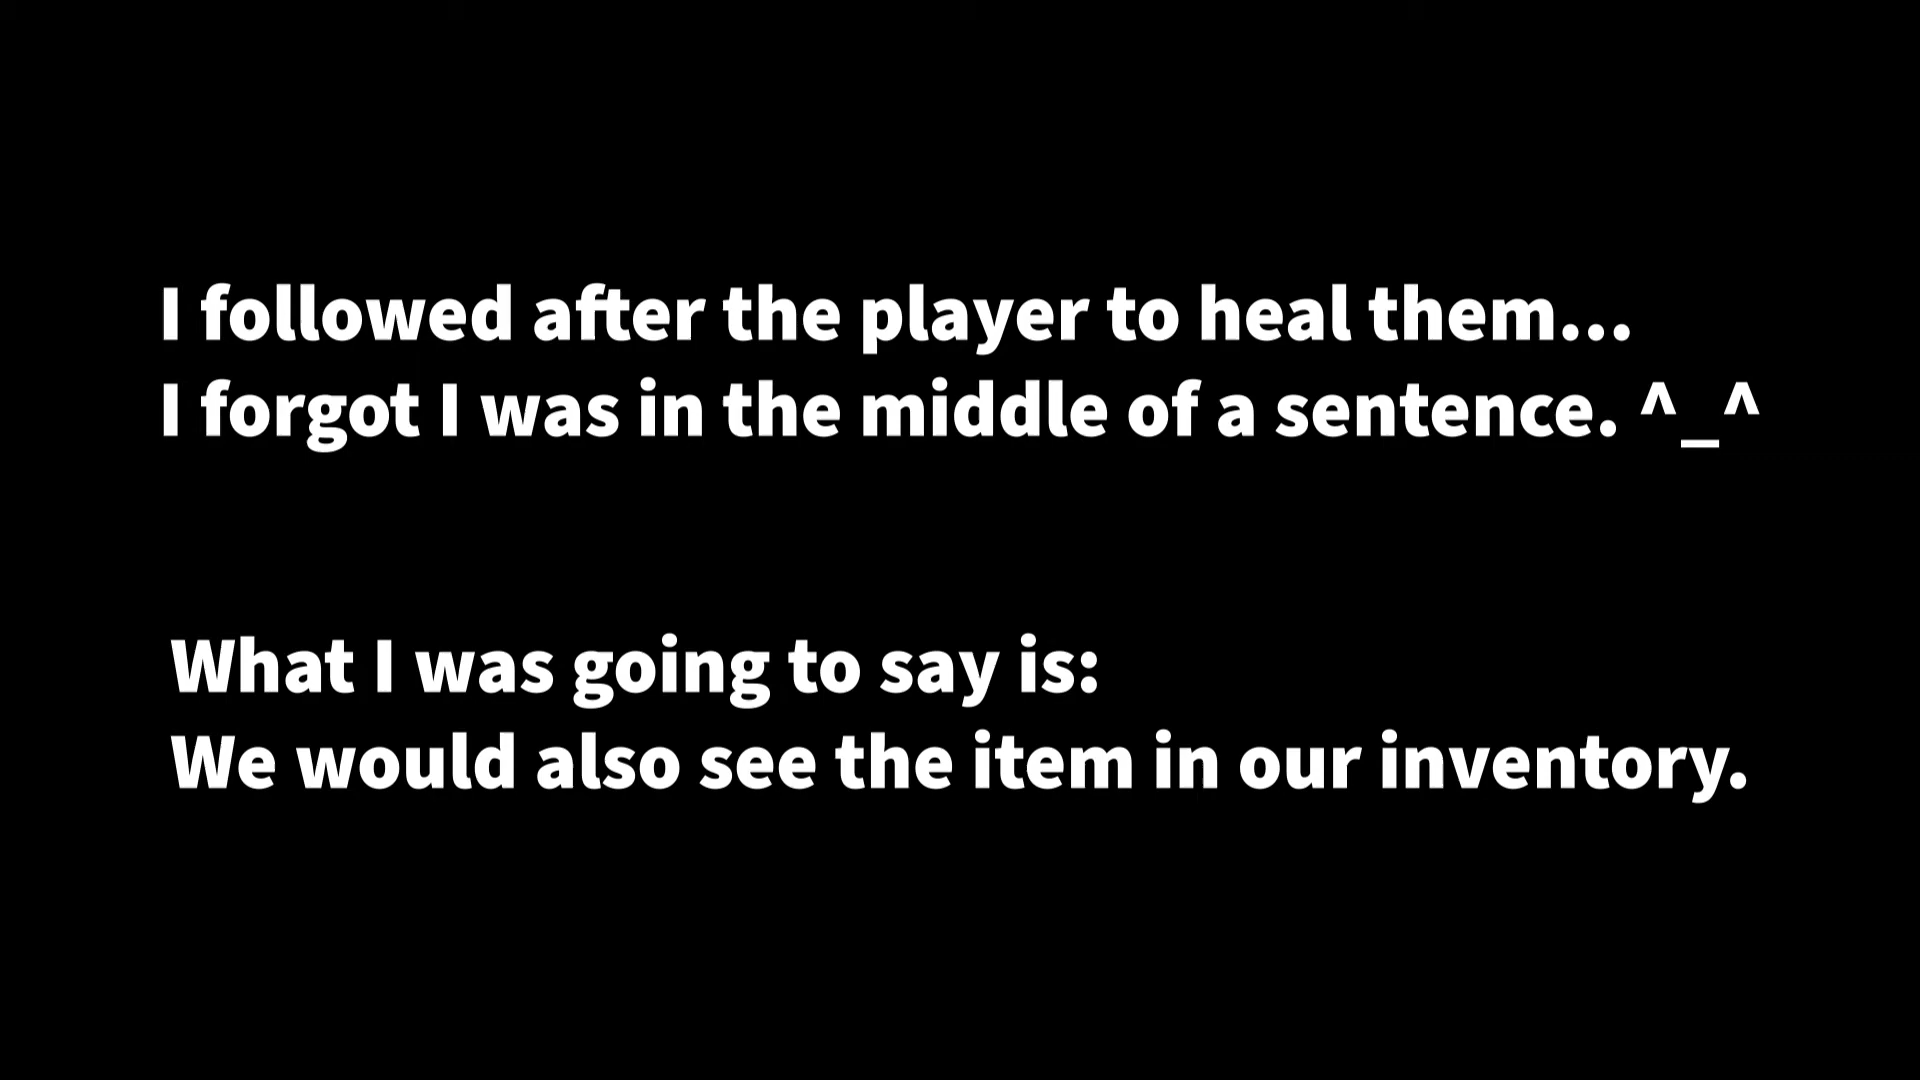 I followed after the player to heal them...
I forgot I was in the middle of a sentence. ^_^
What I was going to say is:
We would also see the item in our inventory.